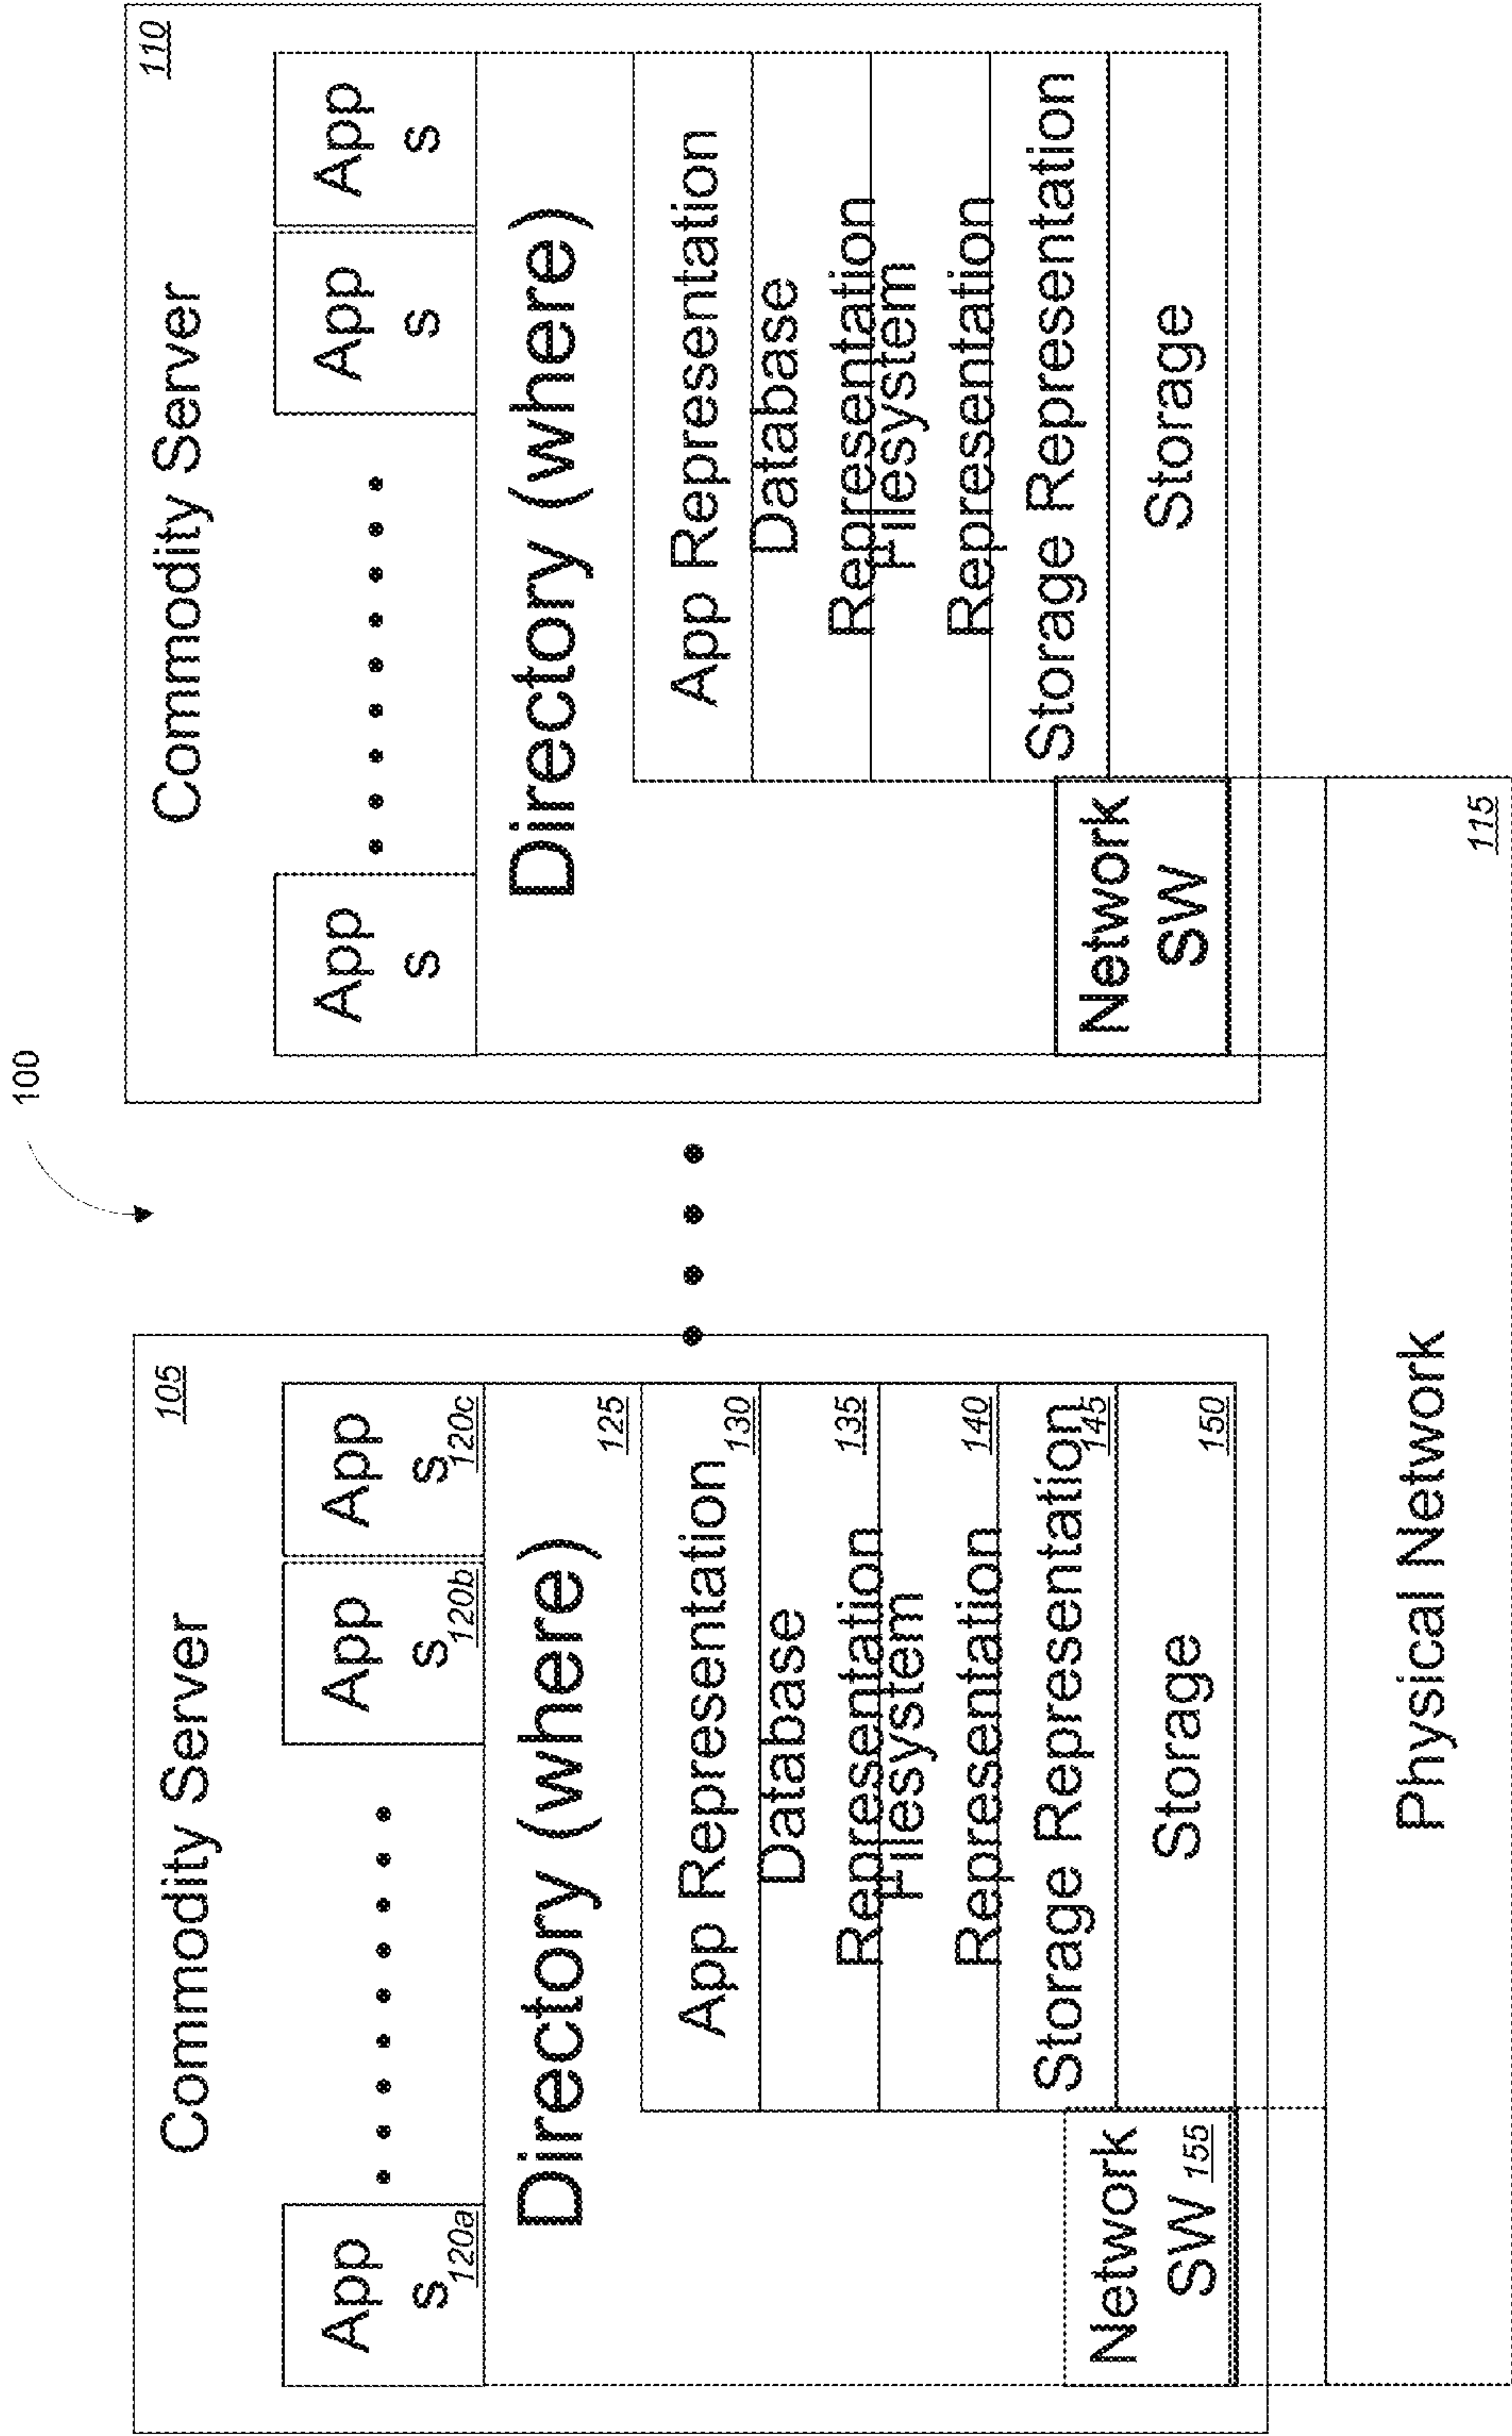 100
Commodity Server
105
App
s
120a
App
s
120b
App
s
120c
Directory (where)
125
App Representation
130
Database
Representation
135
Filesystem
Representation
140
Storage Representation
145
Storage
150
Network
SW
155
Commodity Server
110
App
s
App
s
App
s
Directory (where)
App Representation
Database
Representation
Filesystem
Representation
Storage Representation
Storage
Network
SW
Physical Network
115